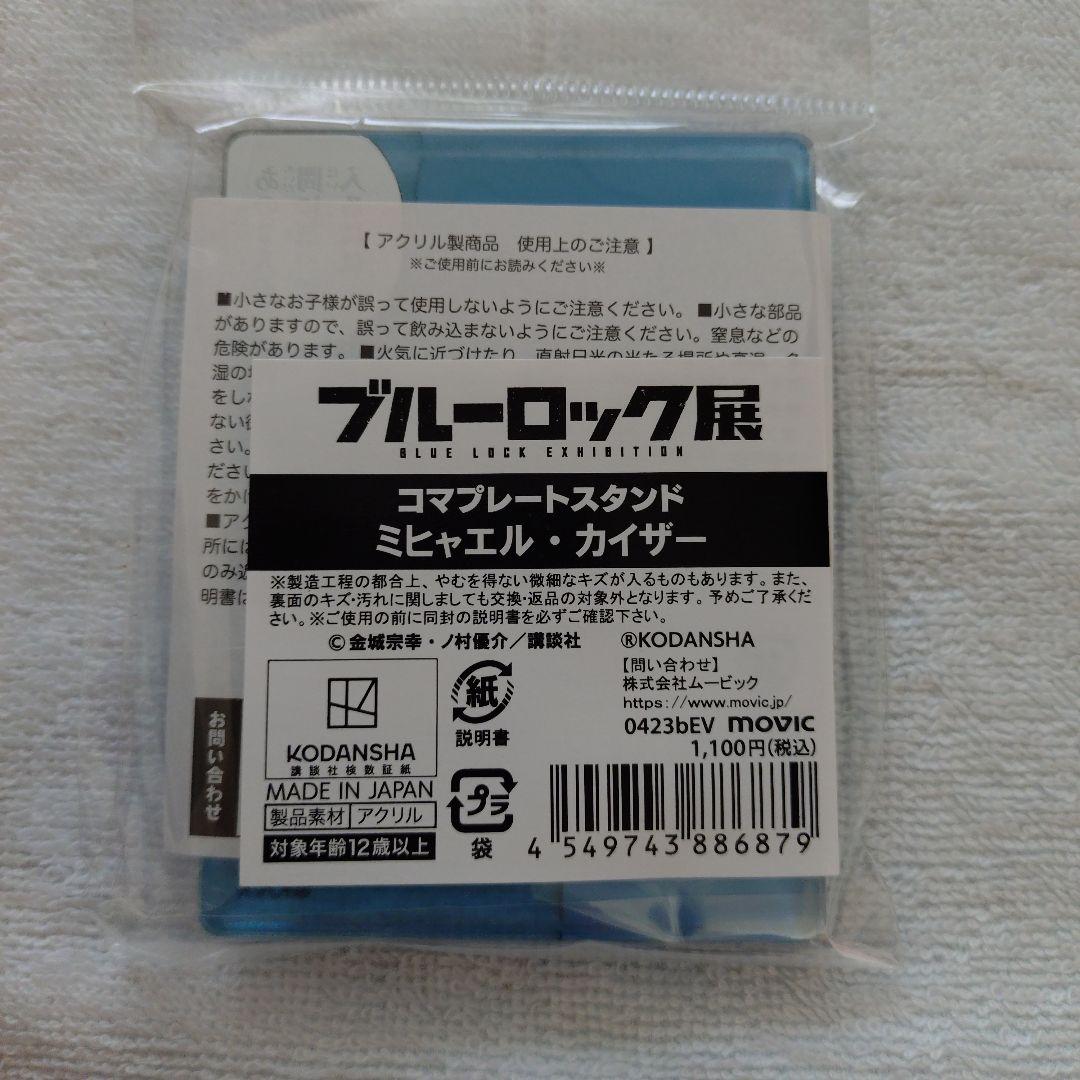 【 アクリル製商品　使用上のご注意 】
※ご使用前にお読みください※
■小さなお子様が誤って使用しないようにご注意ください。 ■小さな部品
がありますので、誤って飲み込まないようにご注意ください。窒息などの
危険があります。 ■火気に近づけたり、直射日光の当たる場所や高温、多
湿の
をし
ない
さい。
ださい
をか
■ア
所には
のみ
明書は
ブルーロック展
BLUE LOCK EXHIBITION
コマプレートスタンド
ミヒャエル・カイザー
※製造工程の都合上、やむを得ない微細なキズが入るものもあります。また、
裏面のキズ・汚れに関しましても交換・返品の対象外となります。予めご了承くだ
さい。※ご使用の前に同封の説明書を必ずご確認下さい。
©金城宗幸・ノ村優介／講談社　®KODANSHA
KODANSHA
講談社検数証紙
MADE IN JAPAN
製品素材 アクリル
対象年齢12歳以上
紙
説明書
プラ
袋
【問い合わせ】
株式会社ムービック
https://www.movic.jp/
0423bEV movic
1,100円(税込)
4 549743 886879
お問い合わせ